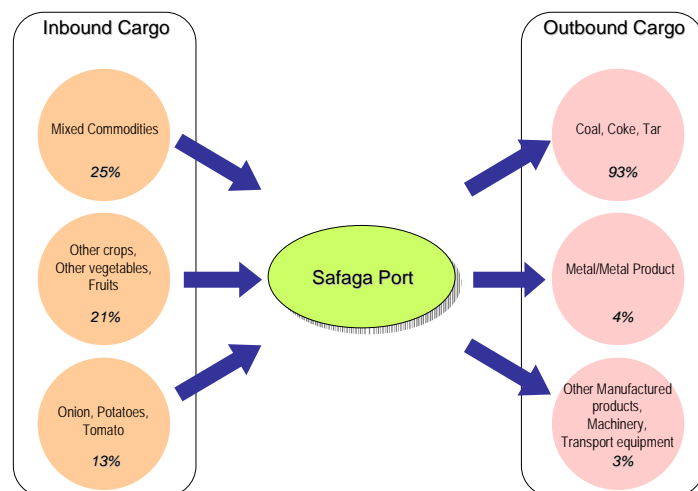 Inbound Cargo
Mixed Commodities
25%
Other crops,
Other vegetables,
Fruits
21%
Onion, Potatoes,
Tomato
13%
Safaga Port
Outbound Cargo
Coal, Coke, Tar
93%
Metal/Metal Product
4%
Other Manufactured
products,
Machinery,
Transport equipment
3%